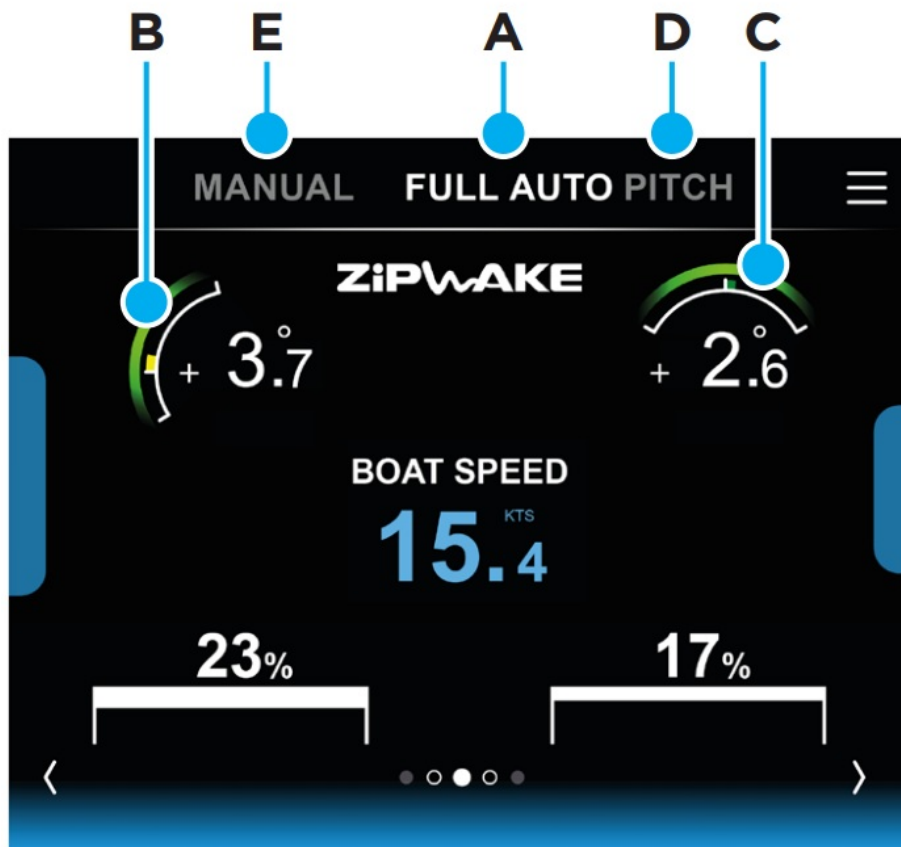 B E A D C
MANUAL FULL AUTO PITCH
ZiPWAKE
+ 3.7° + 2.6°
BOAT SPEED
15.4 KTS
23% 17%